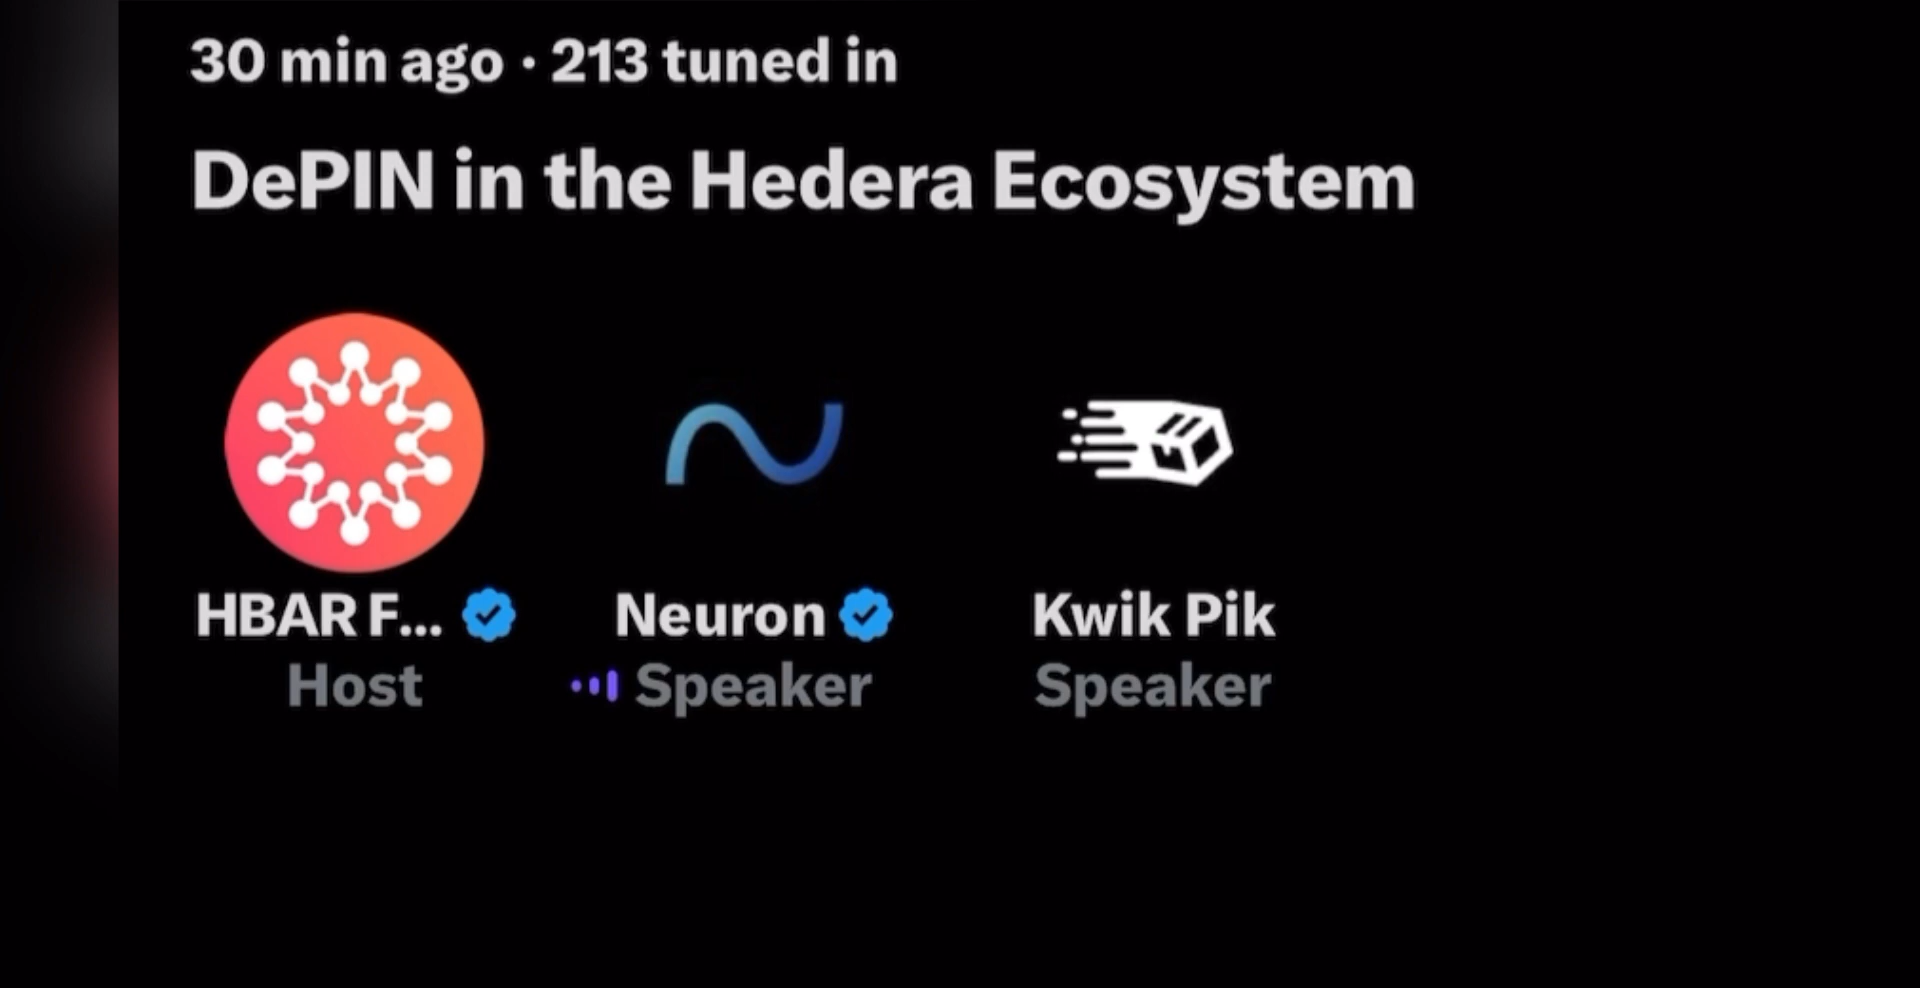 30 min ago · 213 tuned in
DePIN in the Hedera Ecosystem
HBAR F... Neuron Kwik Pik
Host Speaker Speaker